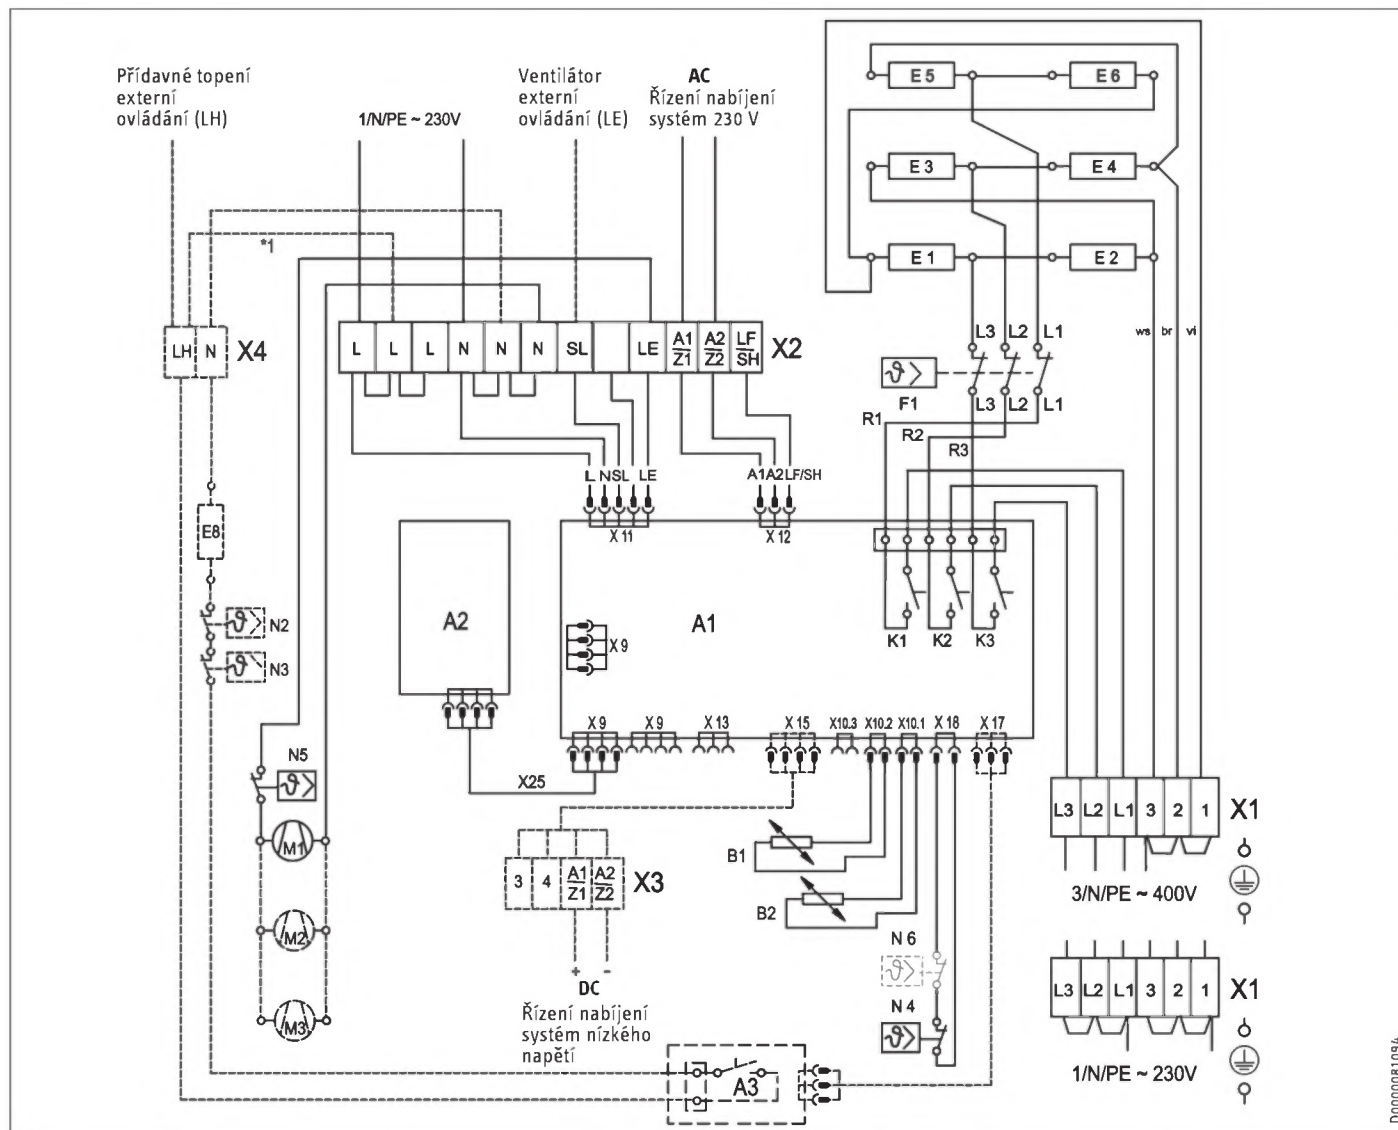 Přídavné topení
externí
ovládání (LH)
1/N/PE ~ 230V
Ventilátor
externí
ovládání (LE)
AC
Řízení nabíjení
systém 230 V
E 5
E 6
E 3
E 4
E 1
E 2
*1
LH
N
X4
L
L
L
N
N
N
SL
LE
A1
Z1
A2
Z2
LF
SH
X2
L3
L2
L1
ws
br
vi
F1
L3
L2
L1
R1
R2
R3
L
N
SL
LE
A1
A2
LF/SH
X 11
X 12
E8
A2
A1
X 9
K1
K2
K3
N2
N3
X 9
X 9
X 13
X 15
X10.3
X10.2
X10.1
X 18
X 17
N5
X25
M1
M2
M3
3
4
A1
Z1
A2
Z2
X3
+
-
DC
Řízení nabíjení
systém nízkého
napětí
B1
B2
N 6
N 4
A3
L3
L2
L1
3
2
1
X1
3/N/PE ~ 400V
L3
L2
L1
3
2
1
X1
1/N/PE ~ 230V
D0000081094